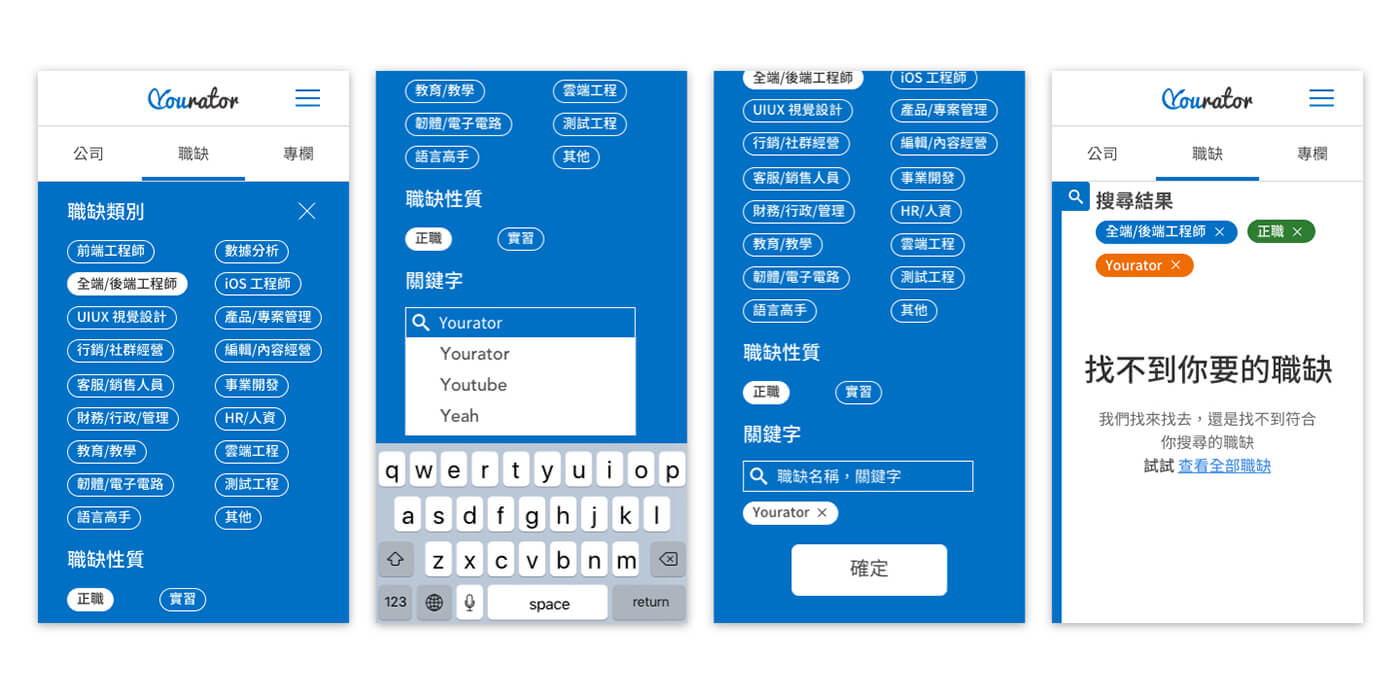 Yourator
公司 職缺 專欄
職缺類別
前端工程師 數據分析
全端/後端工程師 iOS 工程師
UIUX 視覺設計 產品/專案管理
行銷/社群經營 編輯/內容經營
客服/銷售人員 事業開發
財務/行政/管理 HR/人資
教育/教學 雲端工程
韌體/電子電路 測試工程
語言高手 其他
職缺性質
正職 實習
教育/教學 雲端工程
韌體/電子電路 測試工程
語言高手 其他
職缺性質
正職 實習
關鍵字
Yourator
Yourator
Youtube
Yeah
q w e r t y u i o p
a s d f g h j k l
z x c v b n m
123 space return
全端/後端工程師 iOS 工程師
UIUX 視覺設計 產品/專案管理
行銷/社群經營 編輯/內容經營
客服/銷售人員 事業開發
財務/行政/管理 HR/人資
教育/教學 雲端工程
韌體/電子電路 測試工程
語言高手 其他
職缺性質
正職 實習
關鍵字
職缺名稱，關鍵字
Yourator ×
確定
Yourator
公司 職缺 專欄
搜尋結果
全端/後端工程師 × 正職 ×
Yourator ×
找不到你要的職缺
我們找來找去，還是找不到符合
你搜尋的職缺
試試 查看全部職缺